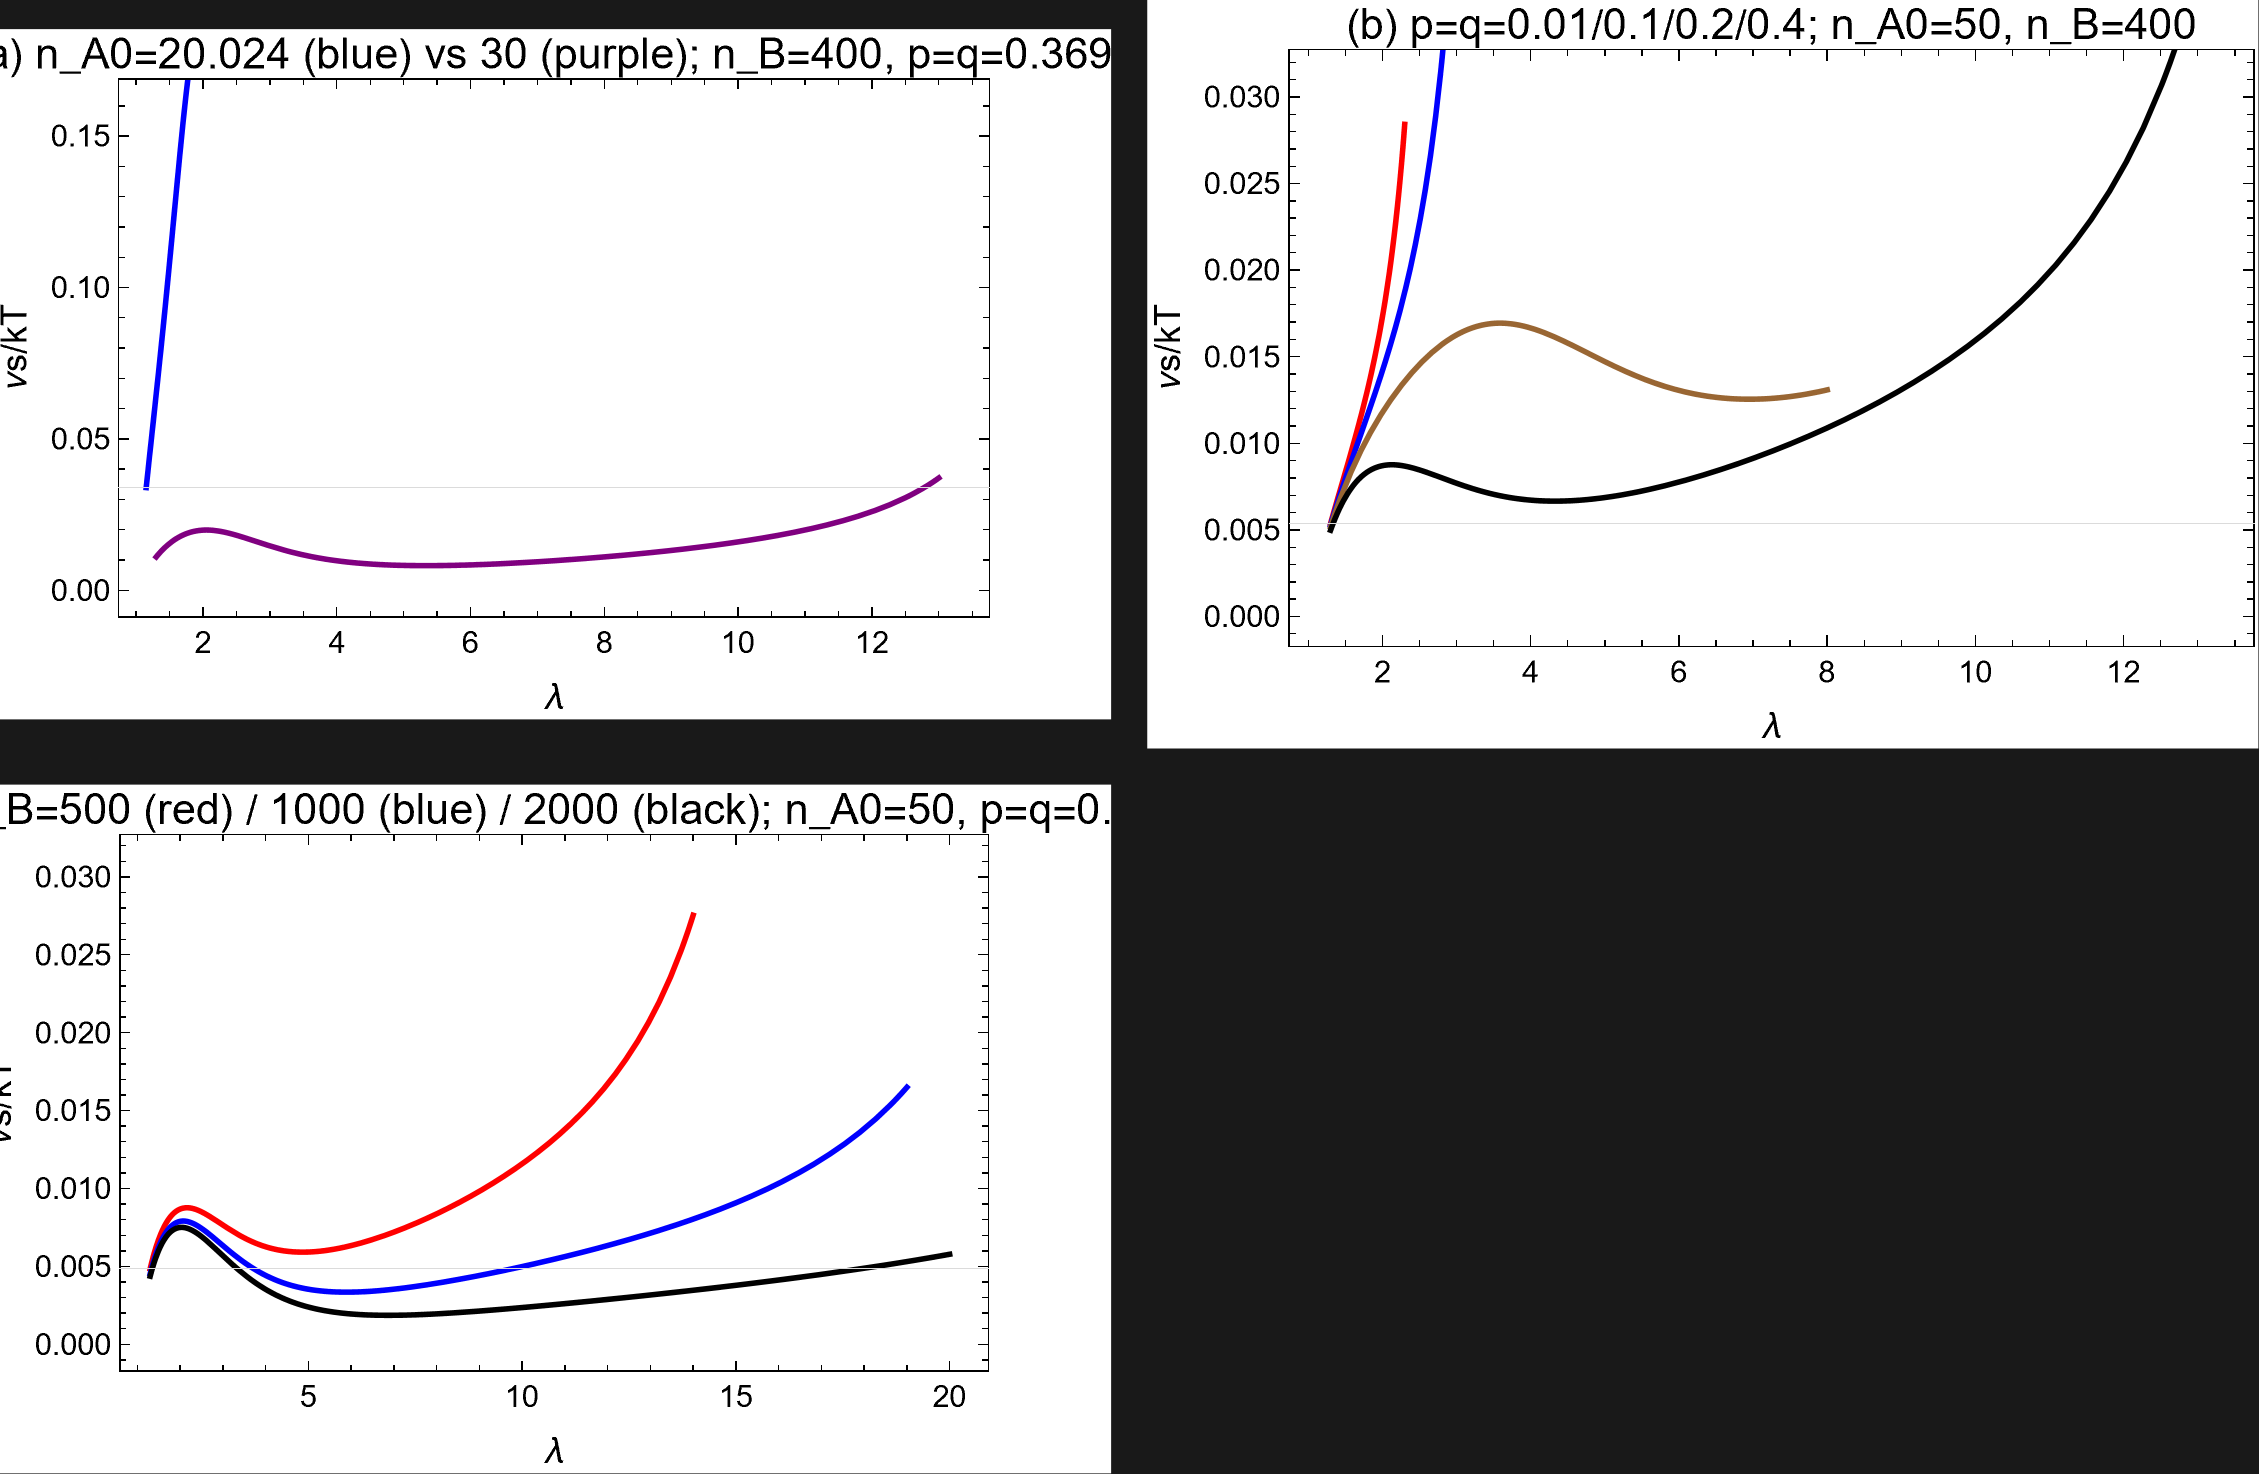 a) n_A0=20.024 (blue) vs 30 (purple); n_B=400, p=q=0.369
0.15
0.10
0.05
0.00
vs/kT
2 4 6 8 10 12
λ
(b) p=q=0.01/0.1/0.2/0.4; n_A0=50, n_B=400
0.030
0.025
0.020
0.015
0.010
0.005
0.000
vs/kT
2 4 6 8 10 12
λ
_B=500 (red) / 1000 (blue) / 2000 (black); n_A0=50, p=q=0.
0.030
0.025
0.020
0.015
0.010
0.005
0.000
vs/kT
5 10 15 20
λ